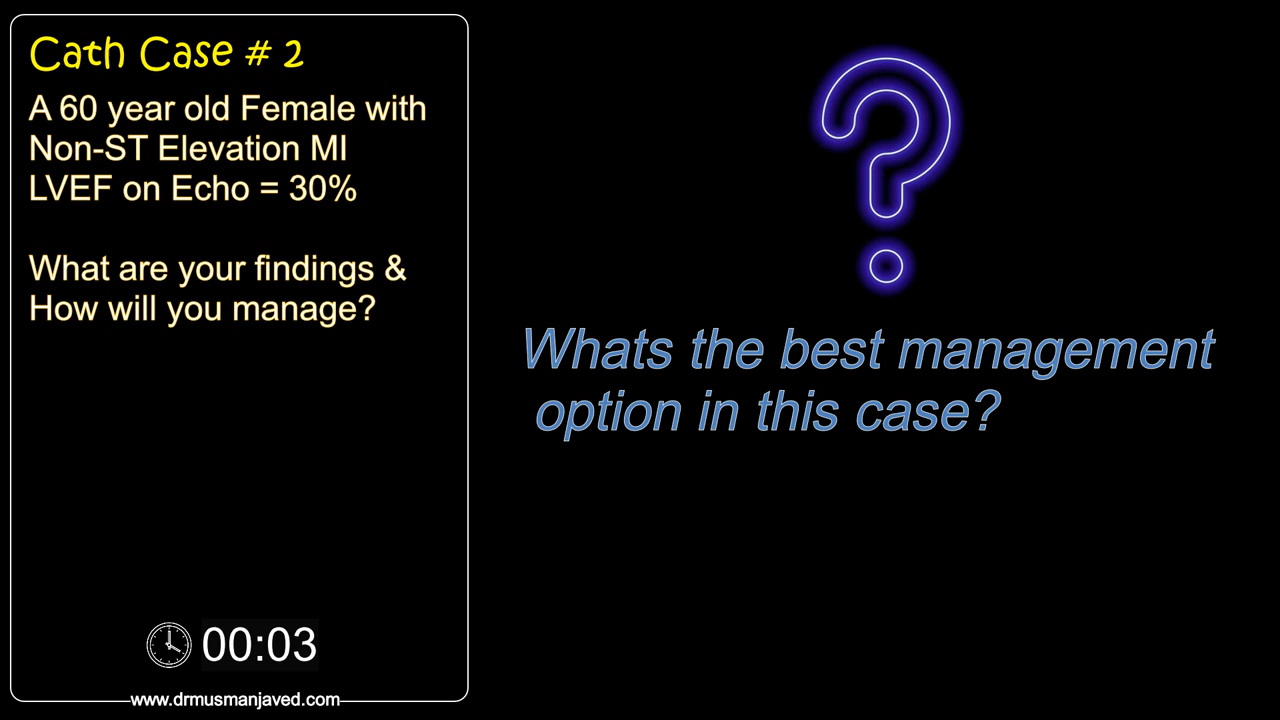 Cath Case # 2
A 60 year old Female with
Non-ST Elevation MI
LVEF on Echo = 30%
What are your findings &
How will you manage?
Whats the best management
option in this case?
00:03
www.drmusmanjaved.com